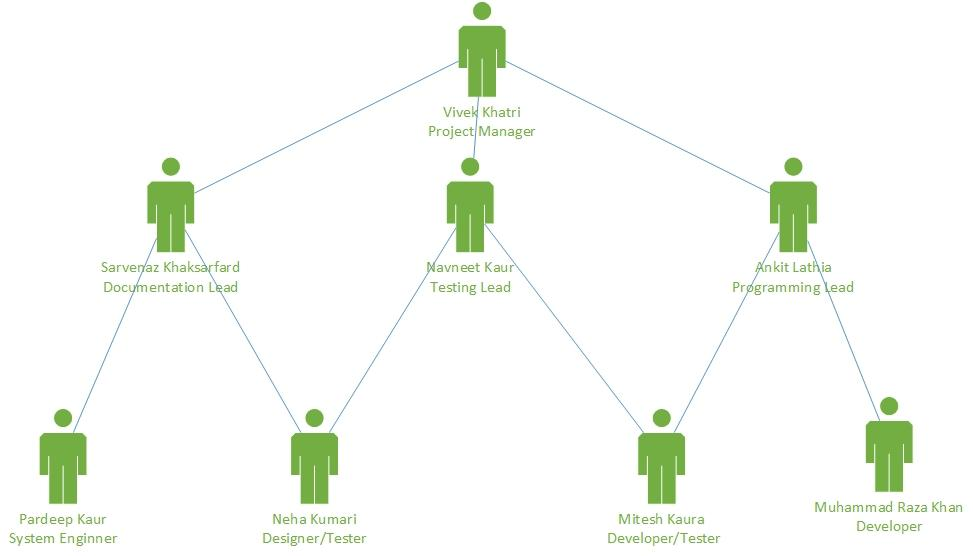 Vivek Khatri
Project Manager
Sarvenaz Khaksarfard
Documentation Lead
Navneet Kaur
Testing Lead
Ankit Lathia
Programming Lead
Pardeep Kaur
System Enginner
Neha Kumari
Designer/Tester
Mitesh Kaura
Developer/Tester
Muhammad Raza Khan
Developer